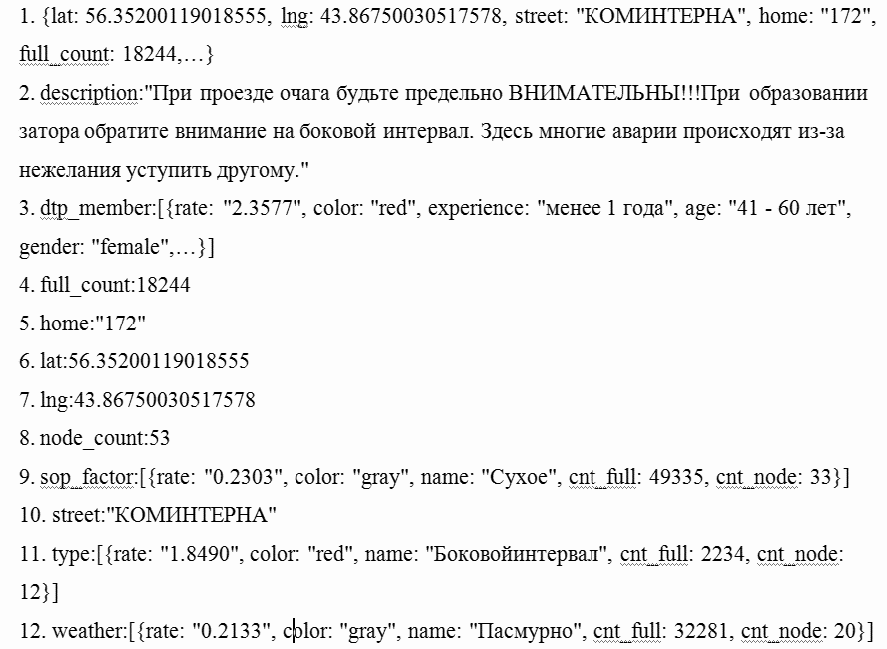 1. {lat: 56.35200119018555, lng: 43.86750030517578, street: "КОМИНТЕРНА", home: "172",
full_count: 18244,…}
2. description:"При проезде очага будьте предельно ВНИМАТЕЛЬНЫ!!!При образовании
затора обратите внимание на боковой интервал. Здесь многие аварии происходят из-за
нежелания уступить другому."
3. dtp_member:[{rate: "2.3577", color: "red", experience: "менее 1 года", age: "41 - 60 лет",
gender: "female",…}]
4. full_count:18244
5. home:"172"
6. lat:56.35200119018555
7. lng:43.86750030517578
8. node_count:53
9. sop_factor:[{rate: "0.2303", color: "gray", name: "Сухое", cnt_full: 49335, cnt_node: 33}]
10. street:"КОМИНТЕРНА"
11. type:[{rate: "1.8490", color: "red", name: "Боковойинтервал", cnt_full: 2234, cnt_node:
12}]
12. weather:[{rate: "0.2133", color: "gray", name: "Пасмурно", cnt_full: 32281, cnt_node: 20}]